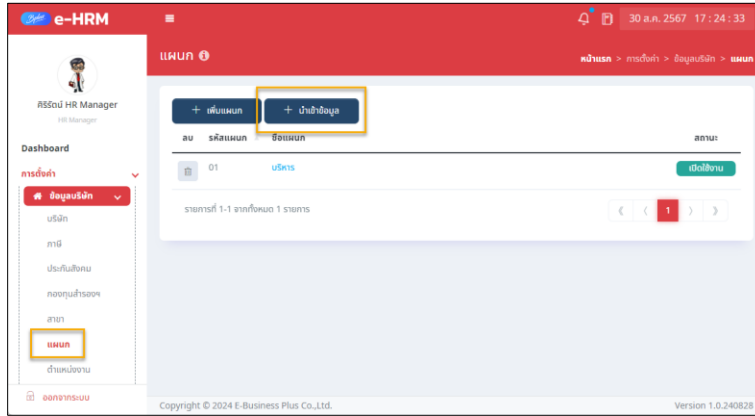 Bplus e-HRM
30 ส.ค. 2567 17 : 24 : 33
แผนก
หน้าแรก > การตั้งค่า > ข้อมูลบริษัท > แผนก
ศิริรัตน์ HR Manager
HR Manager
Dashboard
การตั้งค่า
ข้อมูลบริษัท
บริษัท
ภาษี
ประกันสังคม
กองทุนสำรองฯ
สาขา
แผนก
ตำแหน่งงาน
ออกจากระบบ
+ เพิ่มแผนก + นำเข้าข้อมูล
ลบ รหัสแผนก ชื่อแผนก สถานะ
01 บริหาร เปิดใช้งาน
รายการที่ 1-1 จากทั้งหมด 1 รายการ
《 〈 1 〉 》
Copyright © 2024 E-Business Plus Co.,Ltd. Version 1.0.240828